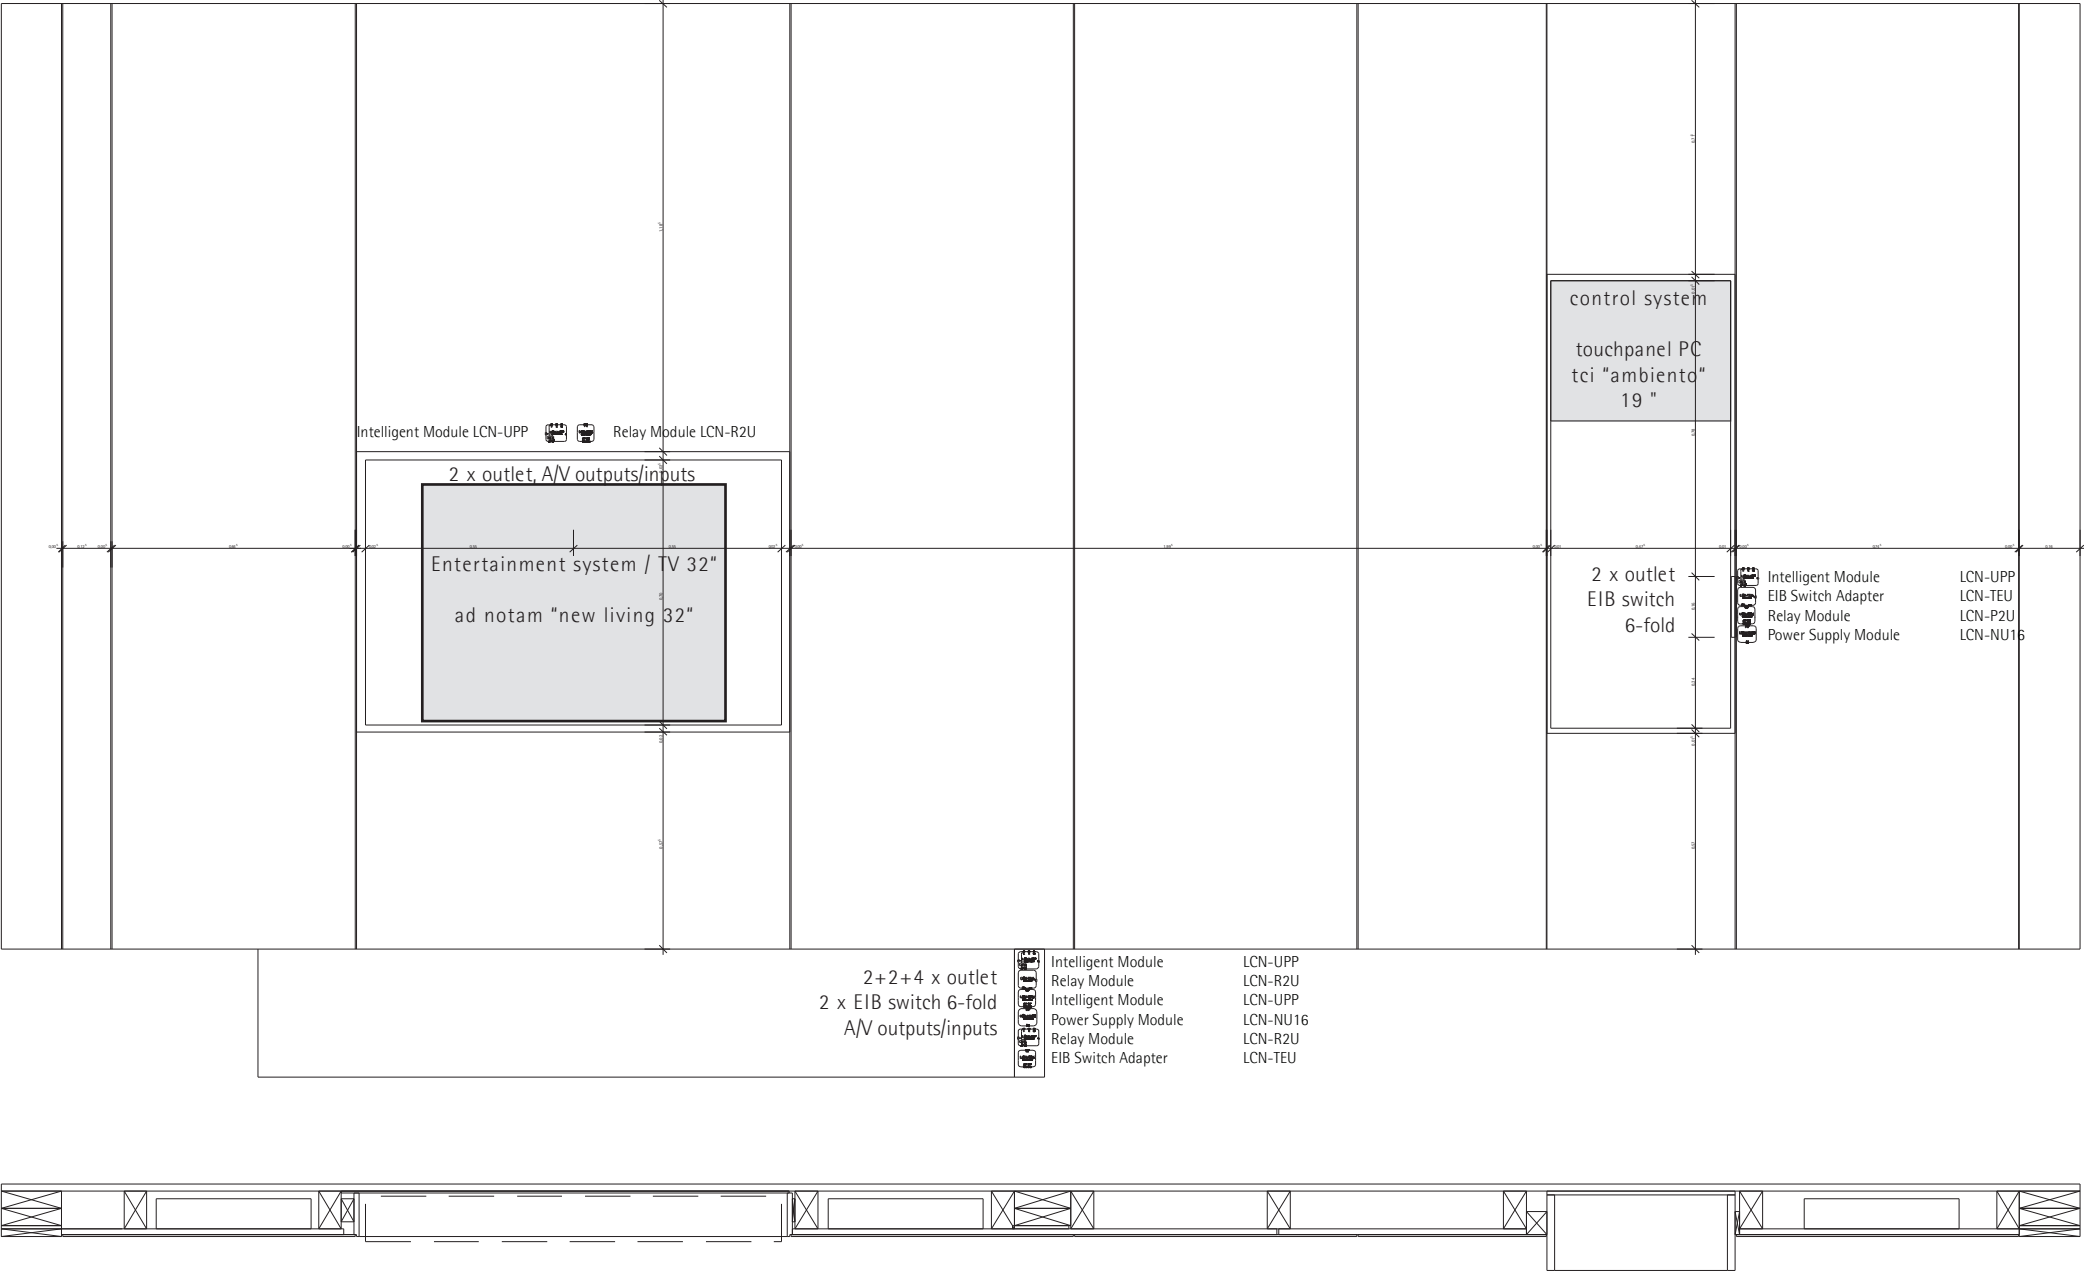 control system
touchpanel PC
tci “ambiento“
19 "
Intelligent Module LCN-UPP
Relay Module LCN-R2U
2 x outlet, A/V outputs/inputs
Entertainment system / TV 32“
ad notam “new living 32“
2 x outlet
EIB switch
6-fold
Intelligent Module LCN-UPP
EIB Switch Adapter LCN-TEU
Relay Module LCN-P2U
Power Supply Module LCN-NU16
2+2+4 x outlet
2 x EIB switch 6-fold
A/V outputs/inputs
Intelligent Module LCN-UPP
Relay Module LCN-R2U
Intelligent Module LCN-UPP
Power Supply Module LCN-NU16
Relay Module LCN-R2U
EIB Switch Adapter LCN-TEU